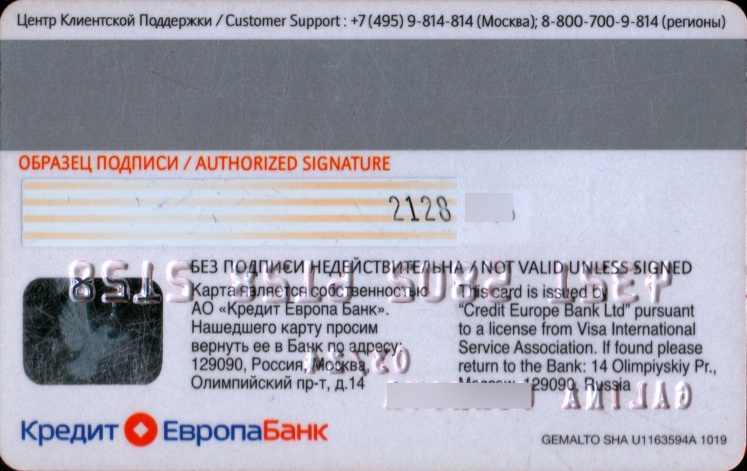 Центр Клиентской Поддержки / Customer Support : +7 (495) 9-814-814 (Москва); 8-800-700-9-814 (регионы)
ОБРАЗЕЦ ПОДПИСИ / AUTHORIZED SIGNATURE
2128
БЕЗ ПОДПИСИ НЕДЕЙСТВИТЕЛЬНА / NOT VALID UNLESS SIGNED
Карта является собственностью
АО «Кредит Европа Банк».
Нашедшего карту просим
вернуть ее в Банк по адресу:
129090, Россия, Москва,
Олимпийский пр-т, д.14
This card is issued by
"Credit Europe Bank Ltd" pursuant
to a license from Visa International
Service Association. If found please
return to the Bank: 14 Olimpiyskiy Pr.,
Moscow, 129090, Russia
GALINA
Кредит ЕвропаБанк
GEMALTO SHA U1163594A 1019